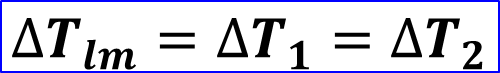 ΔT_lm = ΔT_1 = ΔT_2